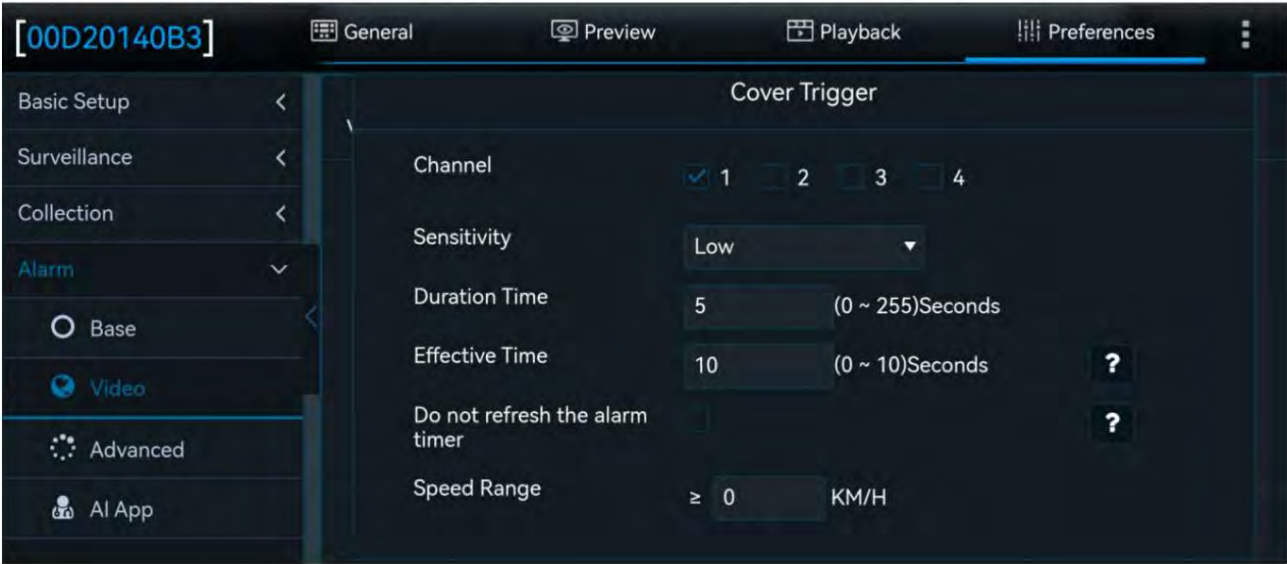 [00D20140B3]
General
Preview
Playback
Preferences
Basic Setup
Surveillance
Collection
Alarm
Base
Video
Advanced
AI App
Cover Trigger
Channel
1 2 3 4
Sensitivity
Low
Duration Time
5 (0 ~ 255)Seconds
Effective Time
10 (0 ~ 10)Seconds ?
Do not refresh the alarm
timer
?
Speed Range
≥ 0 KM/H